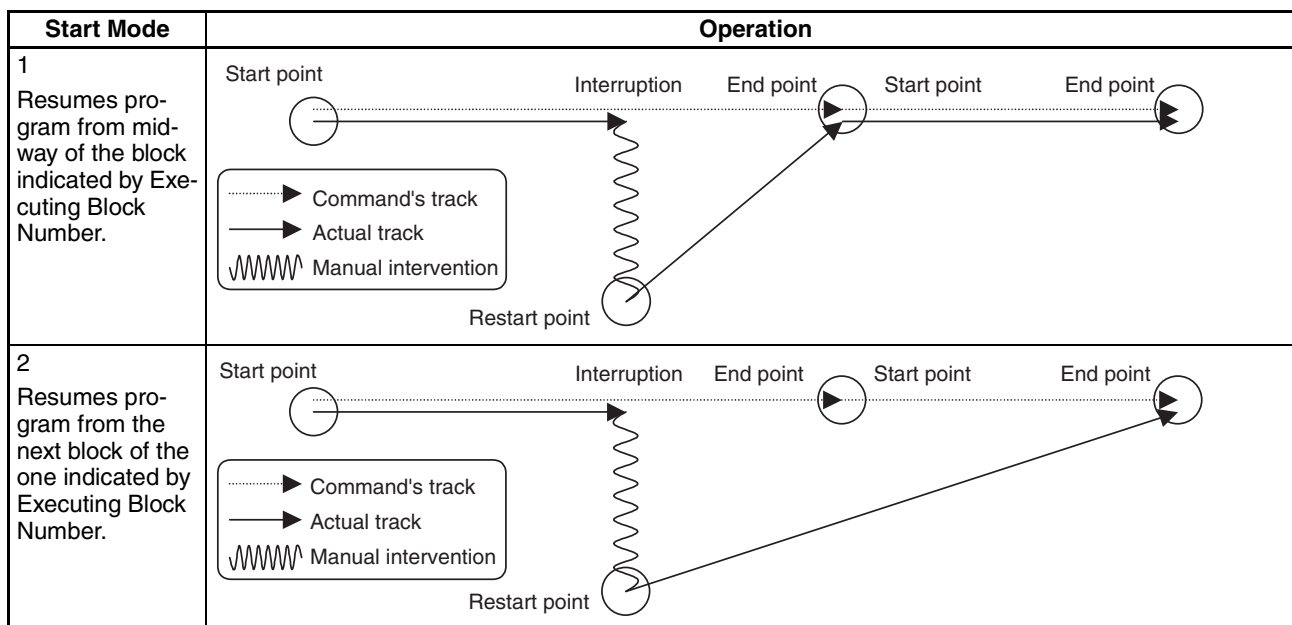 Start Mode
Operation
1
Resumes pro-
gram from mid-
way of the block
indicated by Exe-
cuting Block
Number.
Start point
Interruption
End point
Start point
End point
Command's track
Actual track
Manual intervention
Restart point
2
Resumes pro-
gram from the
next block of the
one indicated by
Executing Block
Number.
Start point
Interruption
End point
Start point
End point
Command's track
Actual track
Manual intervention
Restart point